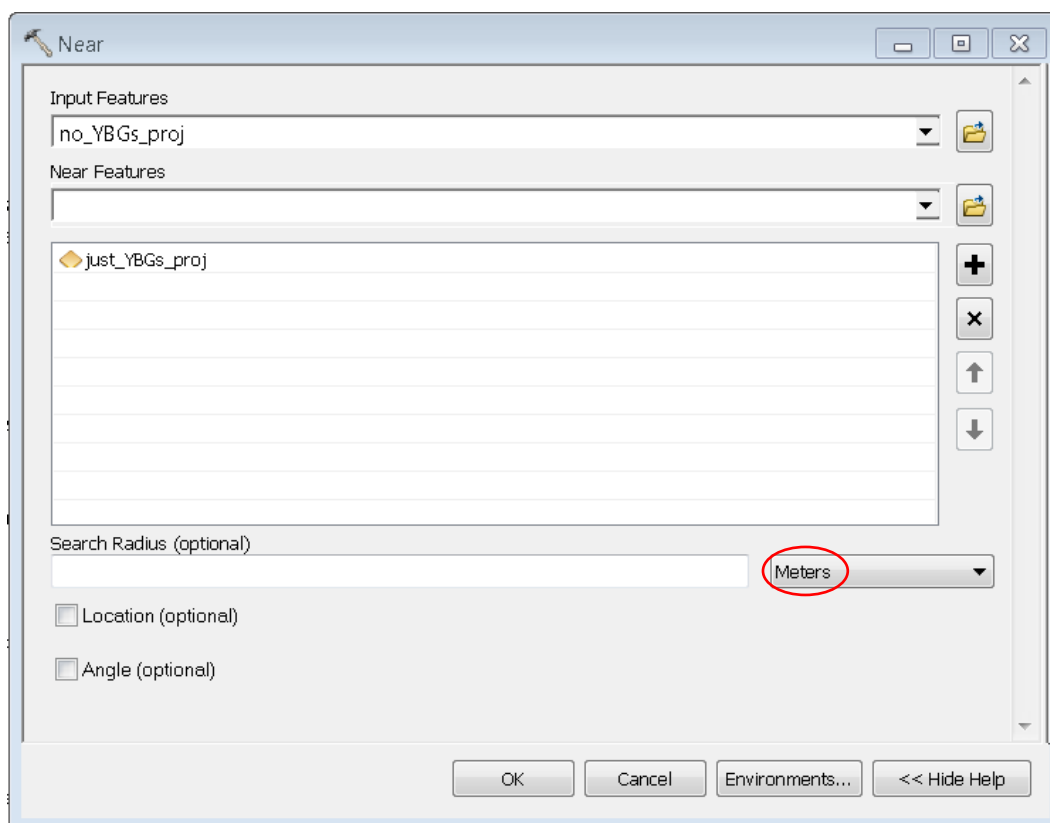 Near
Input Features
no_YBGs_proj
Near Features
just_YBGs_proj
Search Radius (optional)
Meters
Location (optional)
Angle (optional)
OK Cancel Environments... << Hide Help